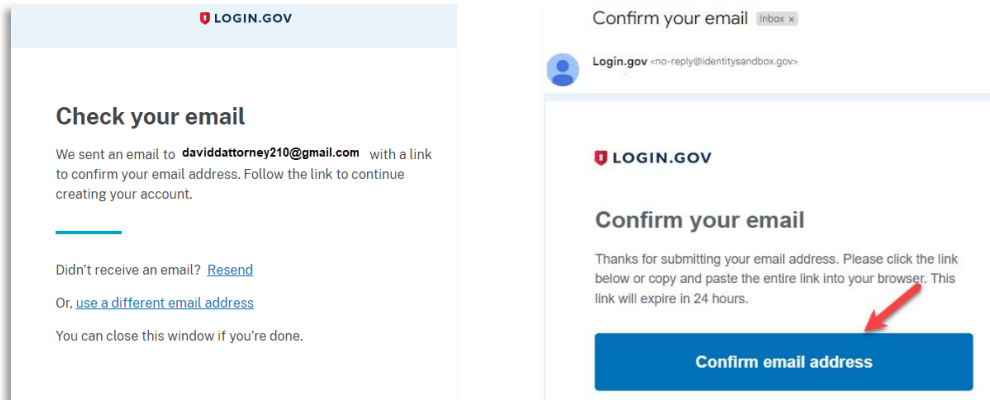 LOGIN.GOV
Check your email
We sent an email to daviddattorney210@gmail.com with a link
to confirm your email address. Follow the link to continue
creating your account.
Didn't receive an email? Resend
Or, use a different email address
You can close this window if you're done.
Confirm your email Inbox x
Login.gov <no-reply@identitysandbox.gov>
LOGIN.GOV
Confirm your email
Thanks for submitting your email address. Please click the link
below or copy and paste the entire link into your browser. This
link will expire in 24 hours.
Confirm email address